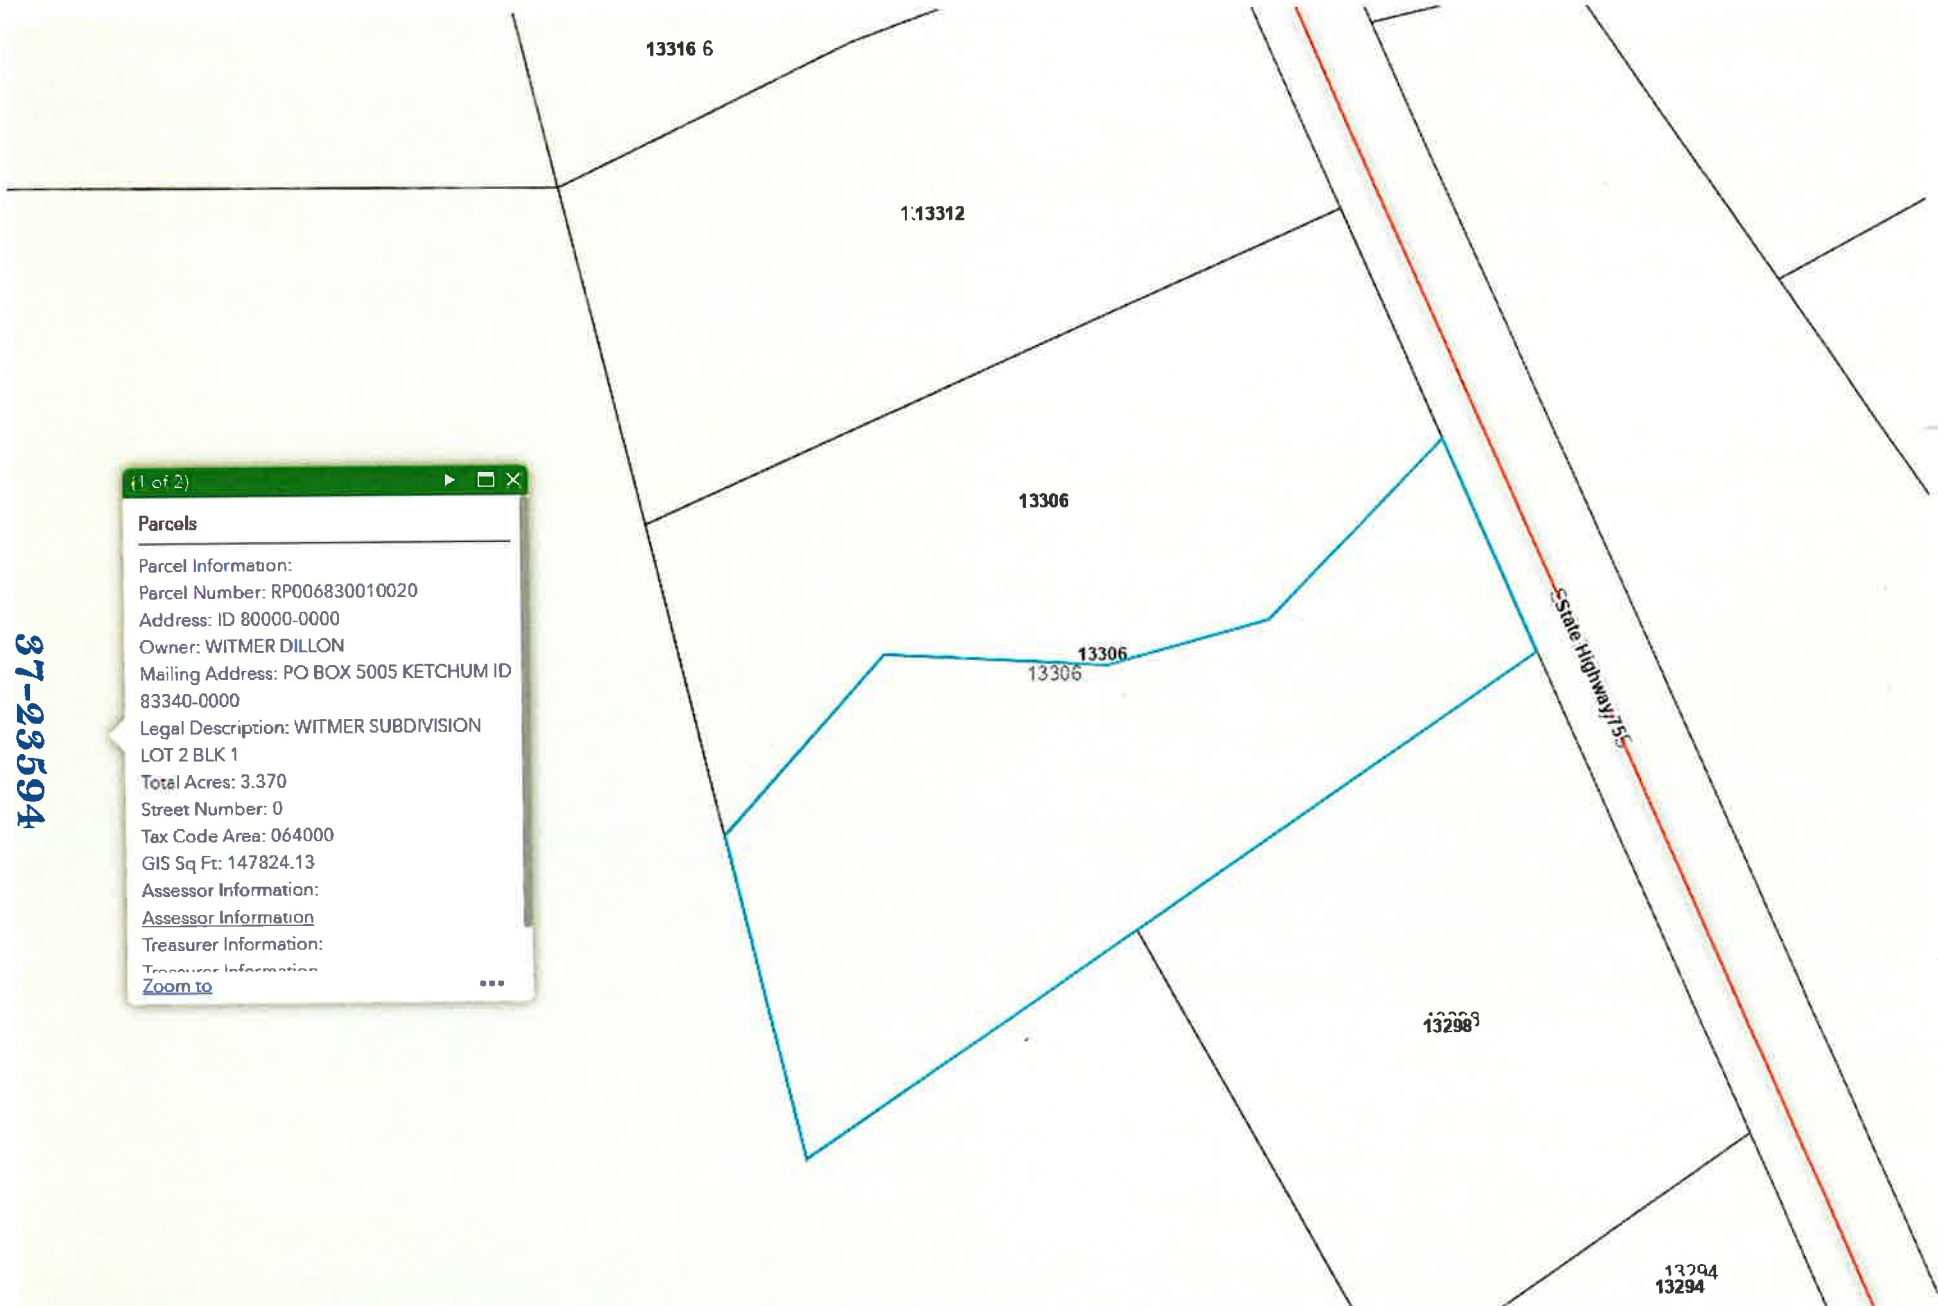 13316 6
13312
13306
13306
13306
State Highway 75
13298
13294
13294
37-23594
(1 of 2)
Parcels
Parcel Information:
Parcel Number: RP006830010020
Address: ID 80000-0000
Owner: WITMER DILLON
Mailing Address: PO BOX 5005 KETCHUM ID
83340-0000
Legal Description: WITMER SUBDIVISION
LOT 2 BLK 1
Total Acres: 3.370
Street Number: 0
Tax Code Area: 064000
GIS Sq Ft: 147824.13
Assessor Information:
Assessor Information
Treasurer Information:
Treasurer Information
Zoom to